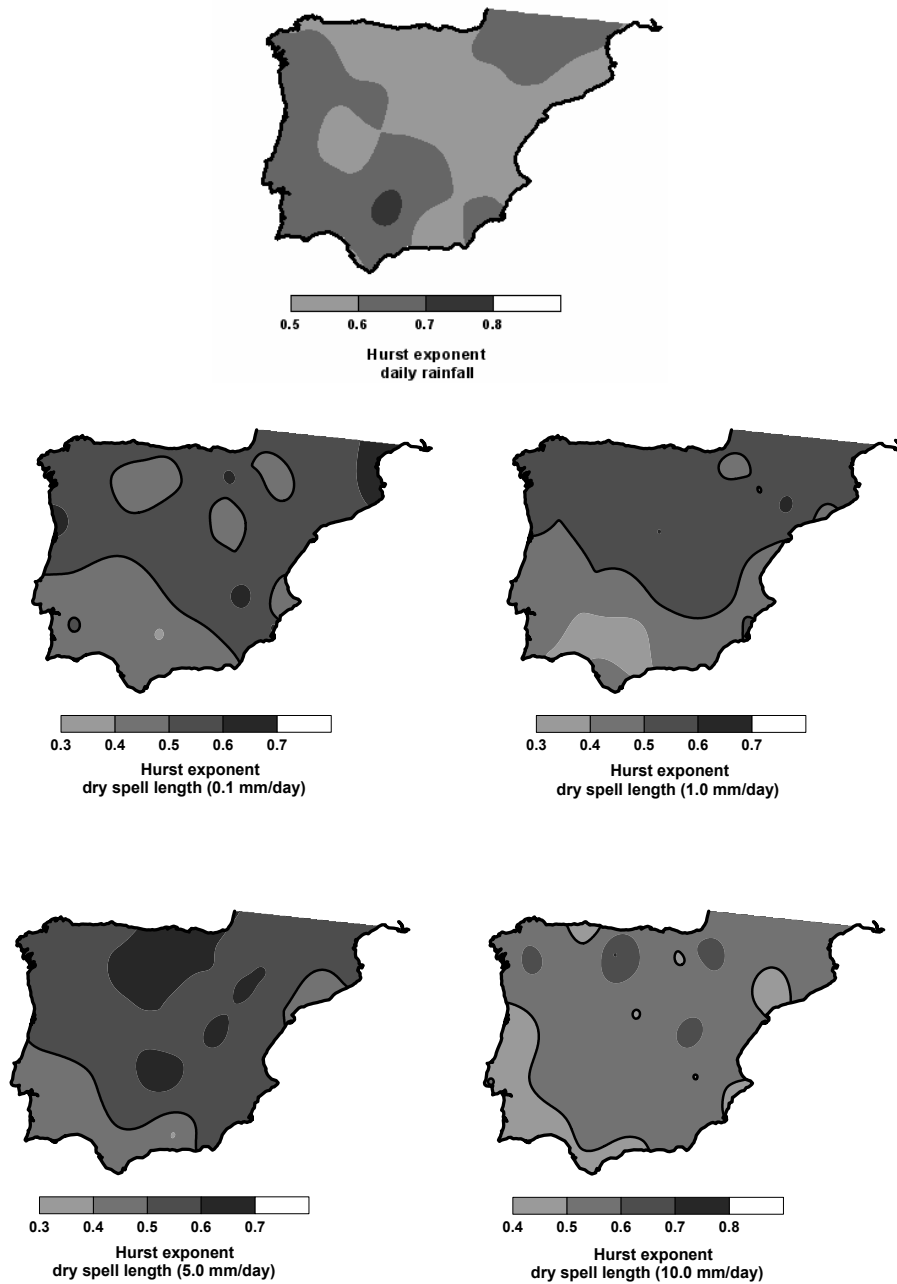 0.5 0.6 0.7 0.8
Hurst exponent
daily rainfall
0.3 0.4 0.5 0.6 0.7
Hurst exponent
dry spell length (0.1 mm/day)
0.3 0.4 0.5 0.6 0.7
Hurst exponent
dry spell length (1.0 mm/day)
0.3 0.4 0.5 0.6 0.7
Hurst exponent
dry spell length (5.0 mm/day)
0.4 0.5 0.6 0.7 0.8
Hurst exponent
dry spell length (10.0 mm/day)